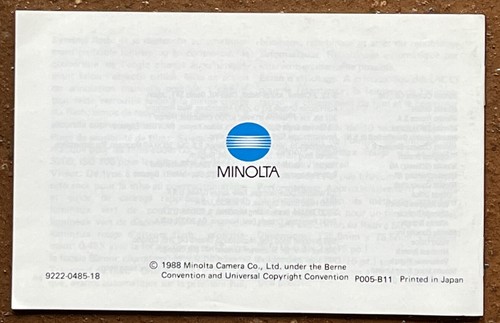 MINOLTA
© 1988 Minolta Camera Co., Ltd. under the Berne
9222-0485-18 Convention and Universal Copyright Convention P005-B11 Printed in Japan